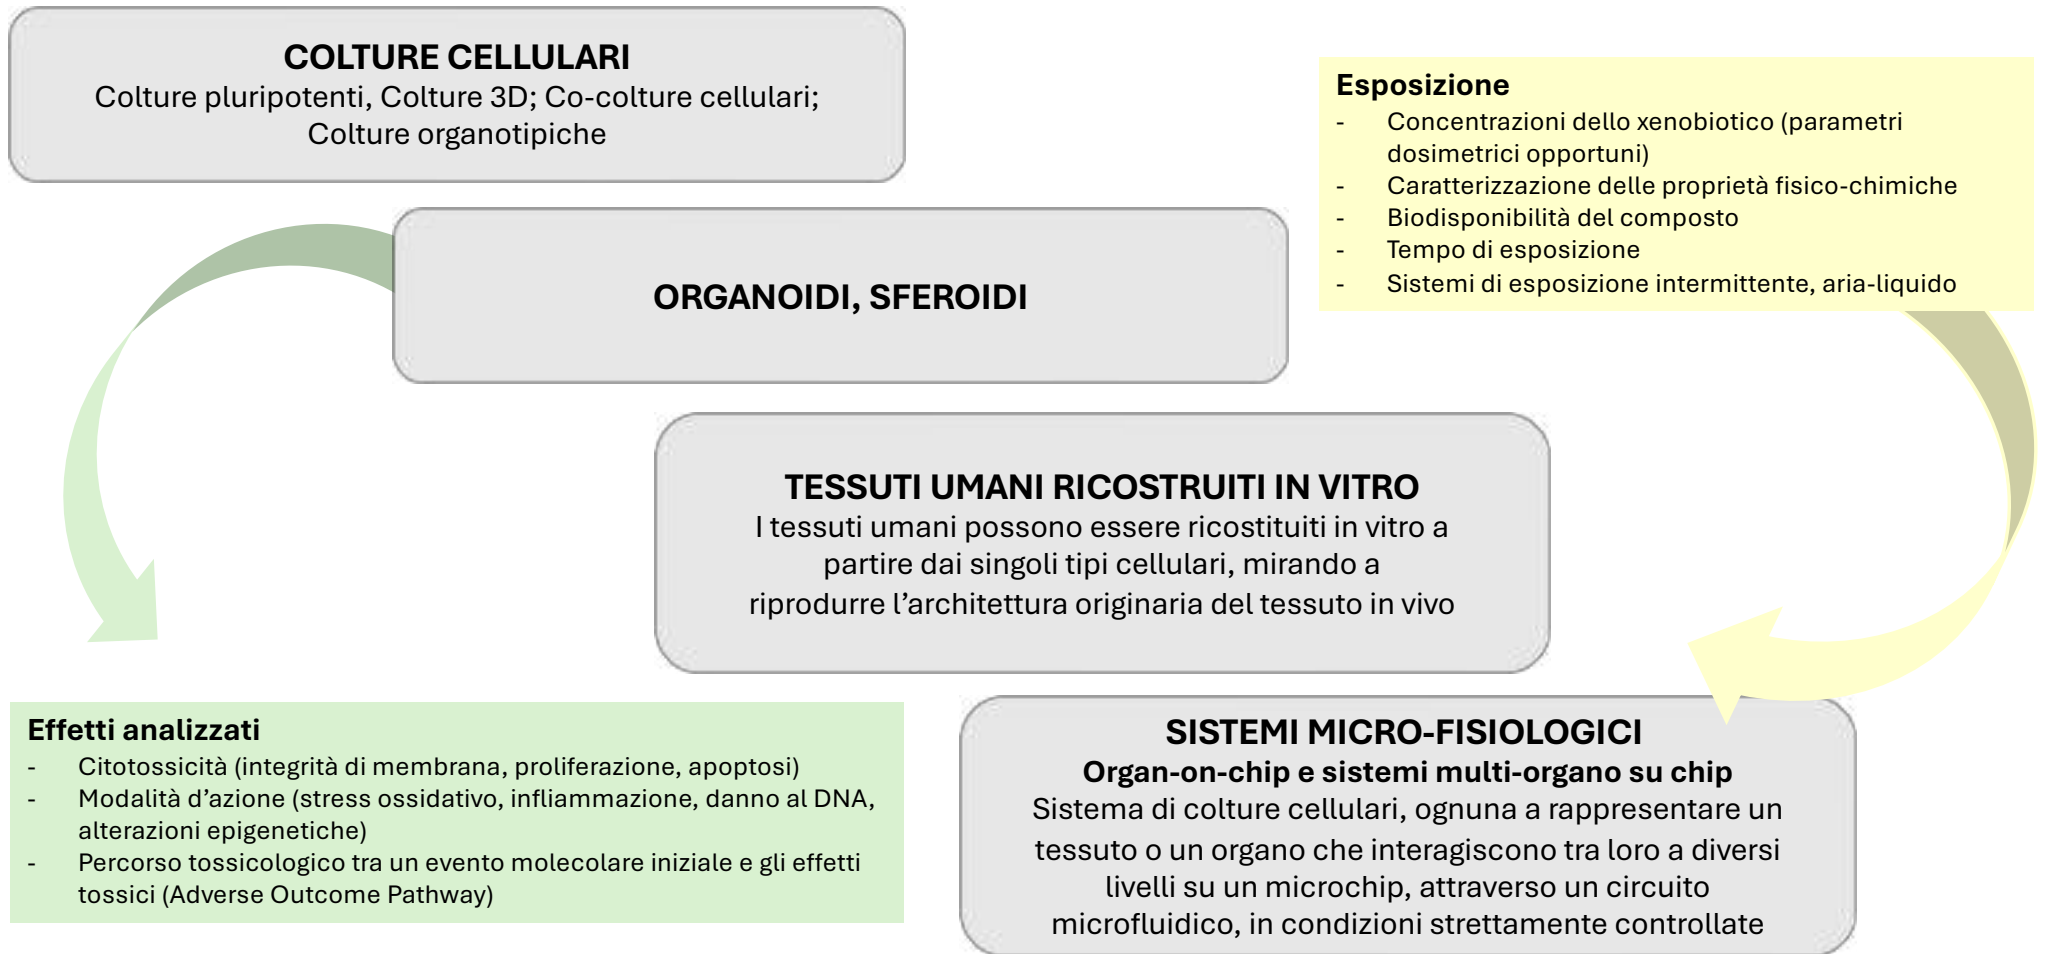 COLTURE CELLULARI
Colture pluripotenti, Colture 3D; Co-colture cellulari;
Colture organotipiche
Esposizione
- Concentrazioni dello xenobiotico (parametri
dosimetrici opportuni)
- Caratterizzazione delle proprietà fisico-chimiche
- Biodisponibilità del composto
- Tempo di esposizione
- Sistemi di esposizione intermittente, aria-liquido
ORGANOIDI, SFEROIDI
TESSUTI UMANI RICOSTRUITI IN VITRO
I tessuti umani possono essere ricostituiti in vitro a
partire dai singoli tipi cellulari, mirando a
riprodurre l’architettura originaria del tessuto in vivo
Effetti analizzati
- Citotossicità (integrità di membrana, proliferazione, apoptosi)
- Modalità d’azione (stress ossidativo, infliammazione, danno al DNA,
alterazioni epigenetiche)
- Percorso tossicologico tra un evento molecolare iniziale e gli effetti
tossici (Adverse Outcome Pathway)
SISTEMI MICRO-FISIOLOGICI
Organ-on-chip e sistemi multi-organo su chip
Sistema di colture cellulari, ognuna a rappresentare un
tessuto o un organo che interagiscono tra loro a diversi
livelli su un microchip, attraverso un circuito
microfluidico, in condizioni strettamente controllate